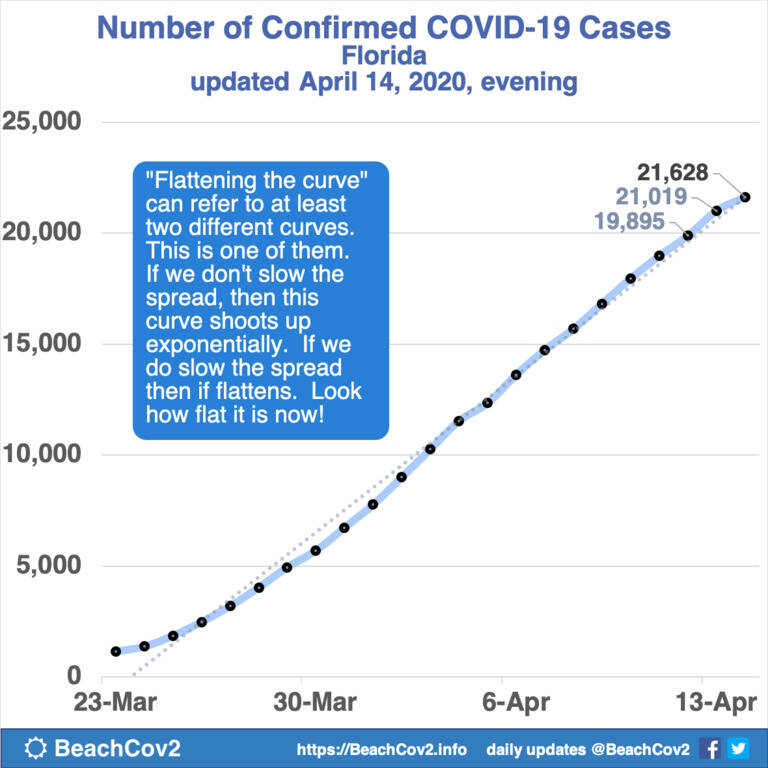 Number of Confirmed COVID-19 Cases
Florida
updated April 14, 2020, evening
25,000
20,000
15,000
10,000
5,000
0
"Flattening the curve"
can refer to at least
two different curves.
This is one of them.
If we don't slow the
spread, then this
curve shoots up
exponentially.  If we
do slow the spread
then if flattens.  Look
how flat it is now!
21,628
21,019
19,895
23-Mar 30-Mar 6-Apr 13-Apr
BeachCov2 https://BeachCov2.info daily updates @BeachCov2 f